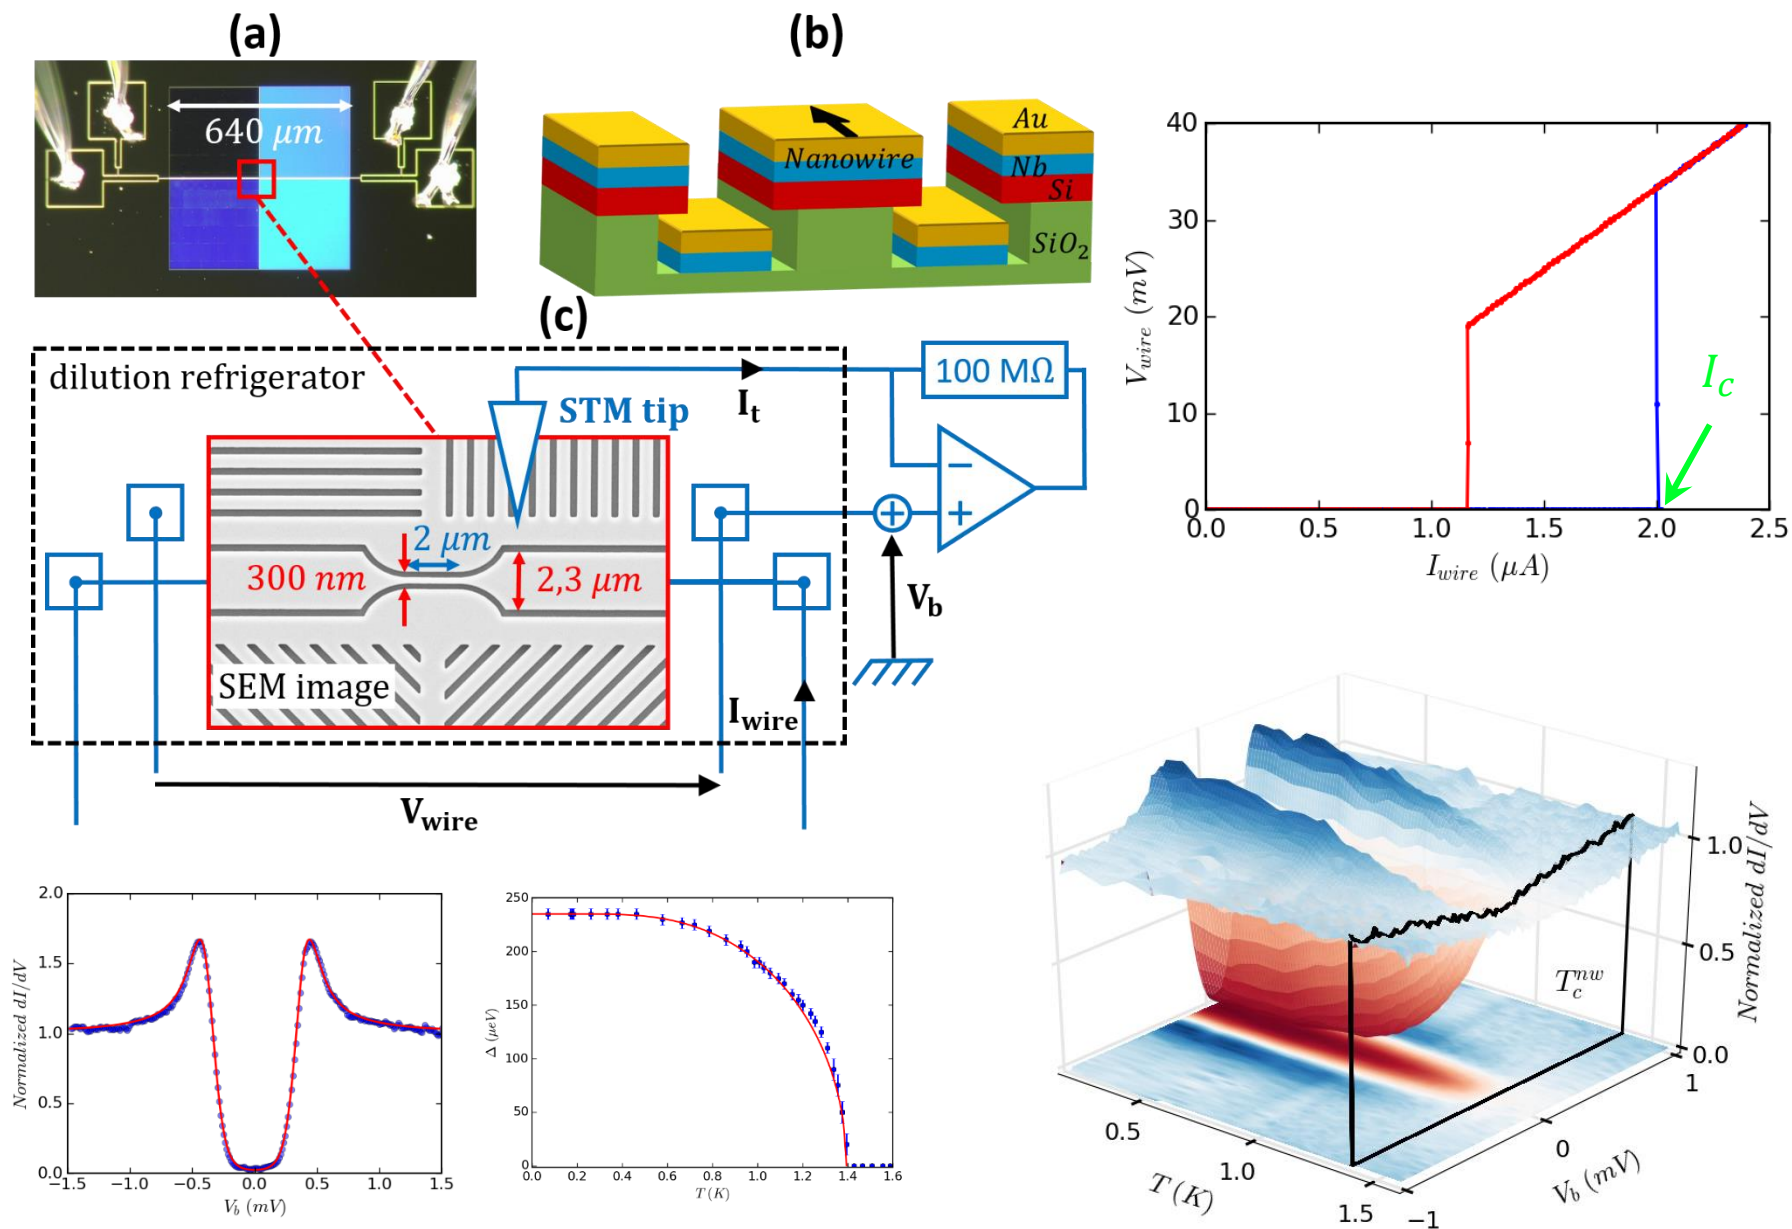 (a)
640 μm
(b)
Au
Nanowire
Nb
Si
SiO2
(c)
dilution refrigerator
STM tip
It
100 MΩ
−
+
+
Vb
2 μm
300 nm
2,3 μm
SEM image
Iwire
Vwire
40
30
20
10
0
Vwire (mV)
Ic
0.0 0.5 1.0 1.5 2.0 2.5
Iwire (μA)
2.0
1.5
1.0
0.5
0.0
Normalized dI/dV
−1.5 −1.0 −0.5 0.0 0.5 1.0 1.5
Vb (mV)
250
200
150
100
50
0
Δ (μeV)
0.0 0.2 0.4 0.6 0.8 1.0 1.2 1.4 1.6
T (K)
1.0
0.5
0.0
Normalized dI/dV
Tcnw
1
0
−1
Vb (mV)
0.5
1.0
1.5
T (K)